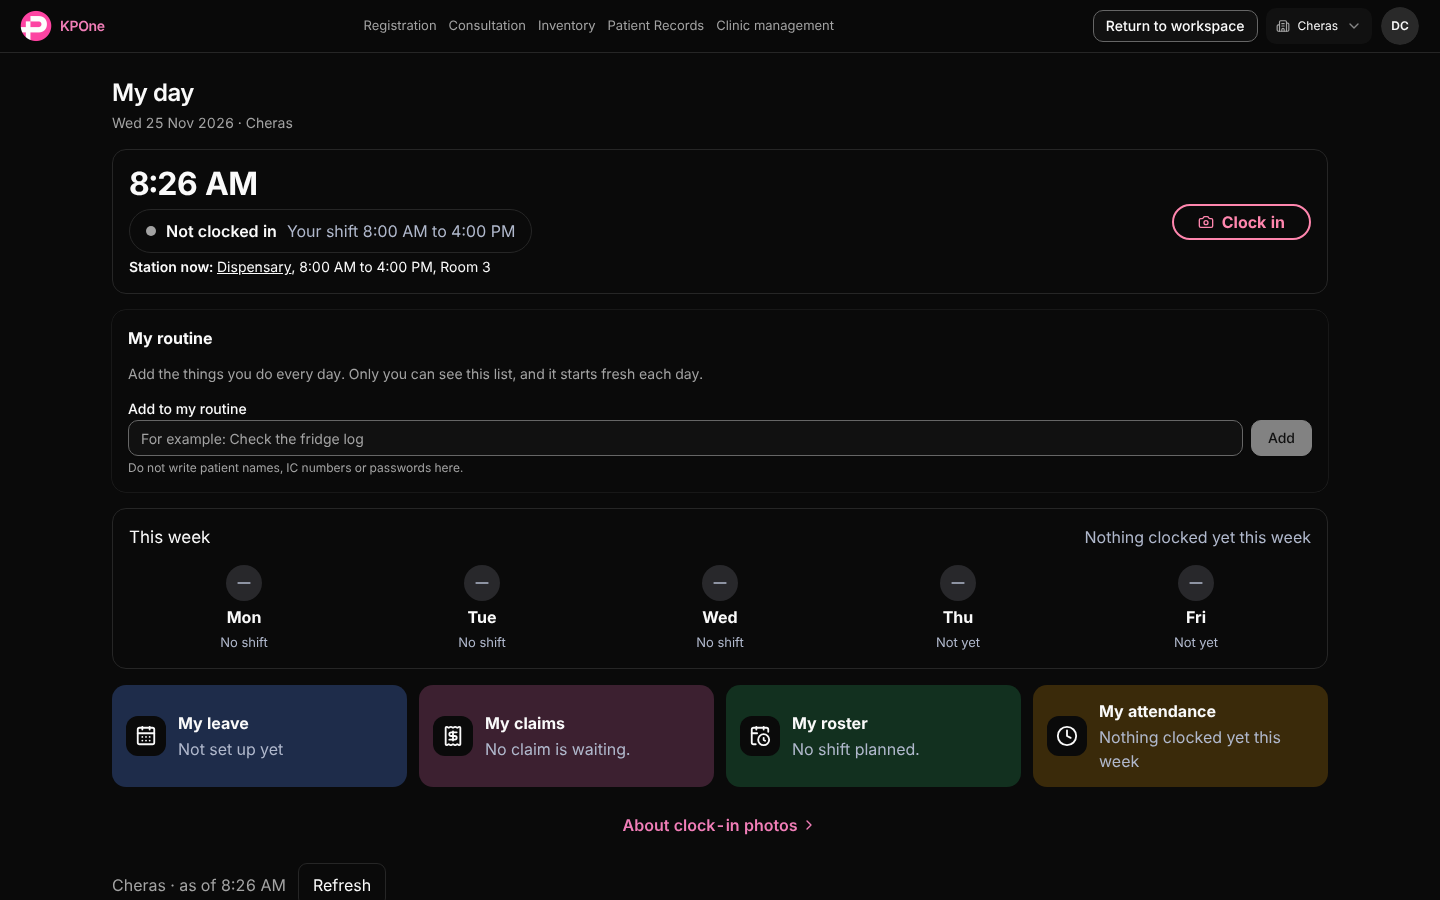 KPOne
Registration Consultation Inventory Patient Records Clinic management
Return to workspace
Cheras
DC
My day
Wed 25 Nov 2026 · Cheras
8:26 AM
Not clocked in Your shift 8:00 AM to 4:00 PM
Clock in
Station now: Dispensary, 8:00 AM to 4:00 PM, Room 3
My routine
Add the things you do every day. Only you can see this list, and it starts fresh each day.
Add to my routine
For example: Check the fridge log
Add
Do not write patient names, IC numbers or passwords here.
This week
Nothing clocked yet this week
Mon Tue Wed Thu Fri
No shift No shift No shift Not yet Not yet
My leave
Not set up yet
My claims
No claim is waiting.
My roster
No shift planned.
My attendance
Nothing clocked yet this
week
About clock-in photos
Cheras · as of 8:26 AM
Refresh